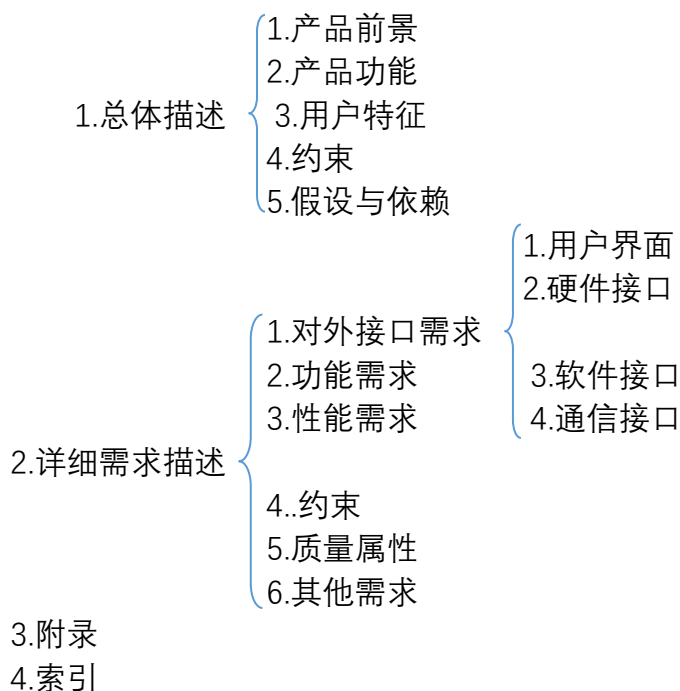 1.产品前景
2.产品功能
1.总体描述
3.用户特征
4.约束
5.假设与依赖
1.用户界面
2.硬件接口
1.对外接口需求
2.功能需求
3.软件接口
3.性能需求
4.通信接口
2.详细需求描述
4..约束
5.质量属性
6.其他需求
3.附录
4.索引